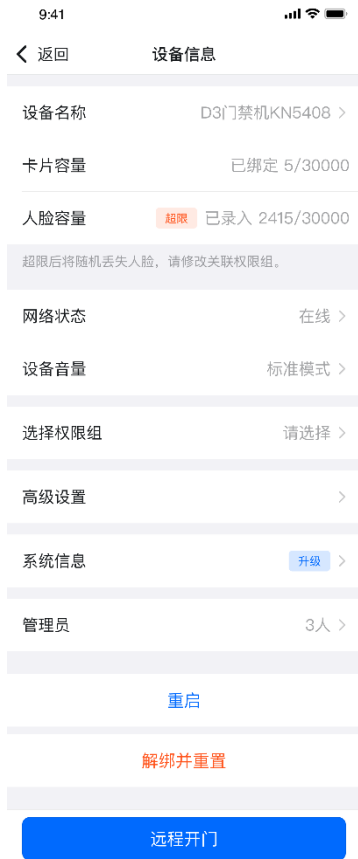 9:41
返回
设备信息
设备名称 D3门禁机KN5408
卡片容量 已绑定 5/30000
人脸容量 超限 已录入 2415/30000
超限后将随机丢失人脸，请修改关联权限组。
网络状态 在线
设备音量 标准模式
选择权限组 请选择
高级设置
系统信息 升级
管理员 3人
重启
解绑并重置
远程开门